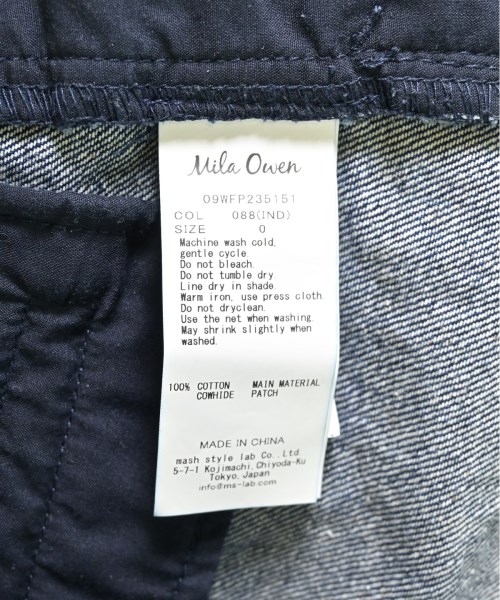 Mila Owen
09WFP235151
COL 088(IND)
SIZE 0
Machine wash cold,
gentle cycle.
Do not bleach.
Do not tumble dry.
Line dry in shade.
Warm iron, use press cloth.
Do not dryclean.
Use the net when washing.
May shrink slightly when
washed.
100% COTTON MAIN MATERIAL
COWHIDE PATCH
MADE IN CHINA
mash style lab Co.,Ltd.
5-7-1 Kojimachi,Chiyoda-Ku
Tokyo,Japan
info@ms-lab.com